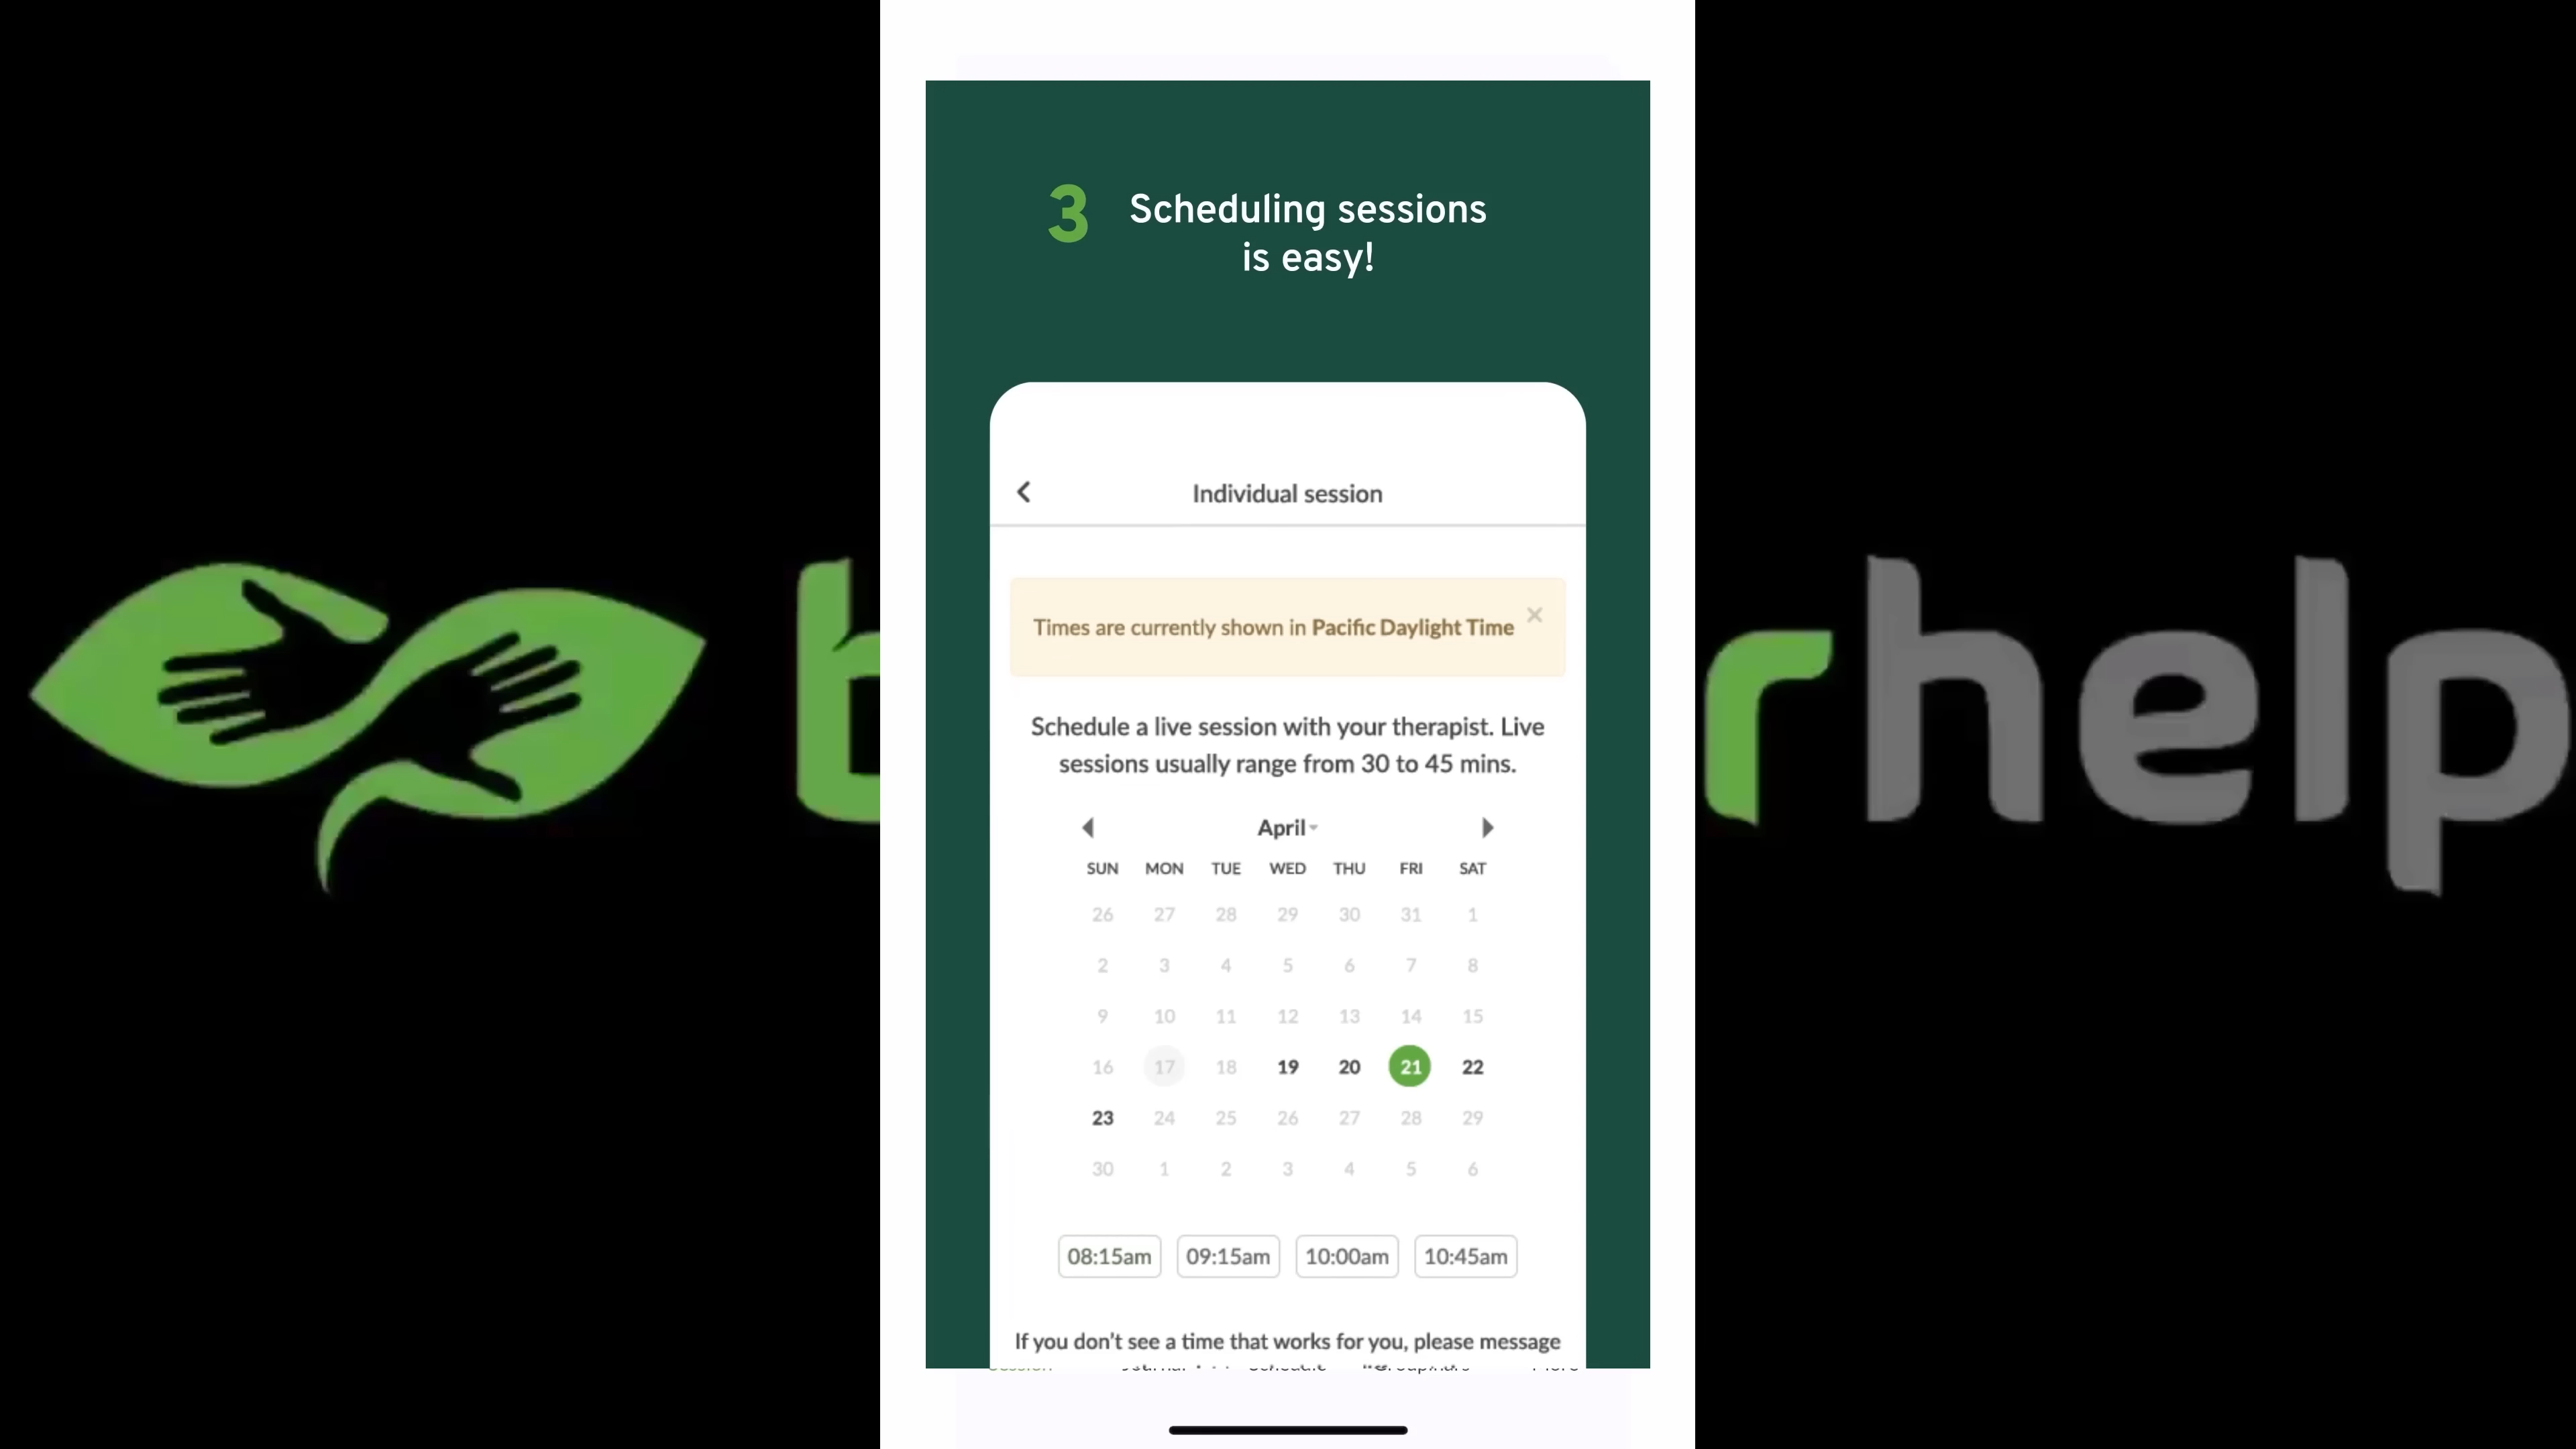 3 Scheduling sessions
is easy!
Individual session
Times are currently shown in Pacific Daylight Time
Schedule a live session with your therapist. Live
sessions usually range from 30 to 45 mins.
April
SUN MON TUE WED THU FRI SAT
26 27 28 29 30 31 1
2 3 4 5 6 7 8
9 10 11 12 13 14 15
16 17 18 19 20 21 22
23 24 25 26 27 28 29
30 1 2 3 4 5 6
08:15am 09:15am 10:00am 10:45am
If you don't see a time that works for you, please message
b
rhelp